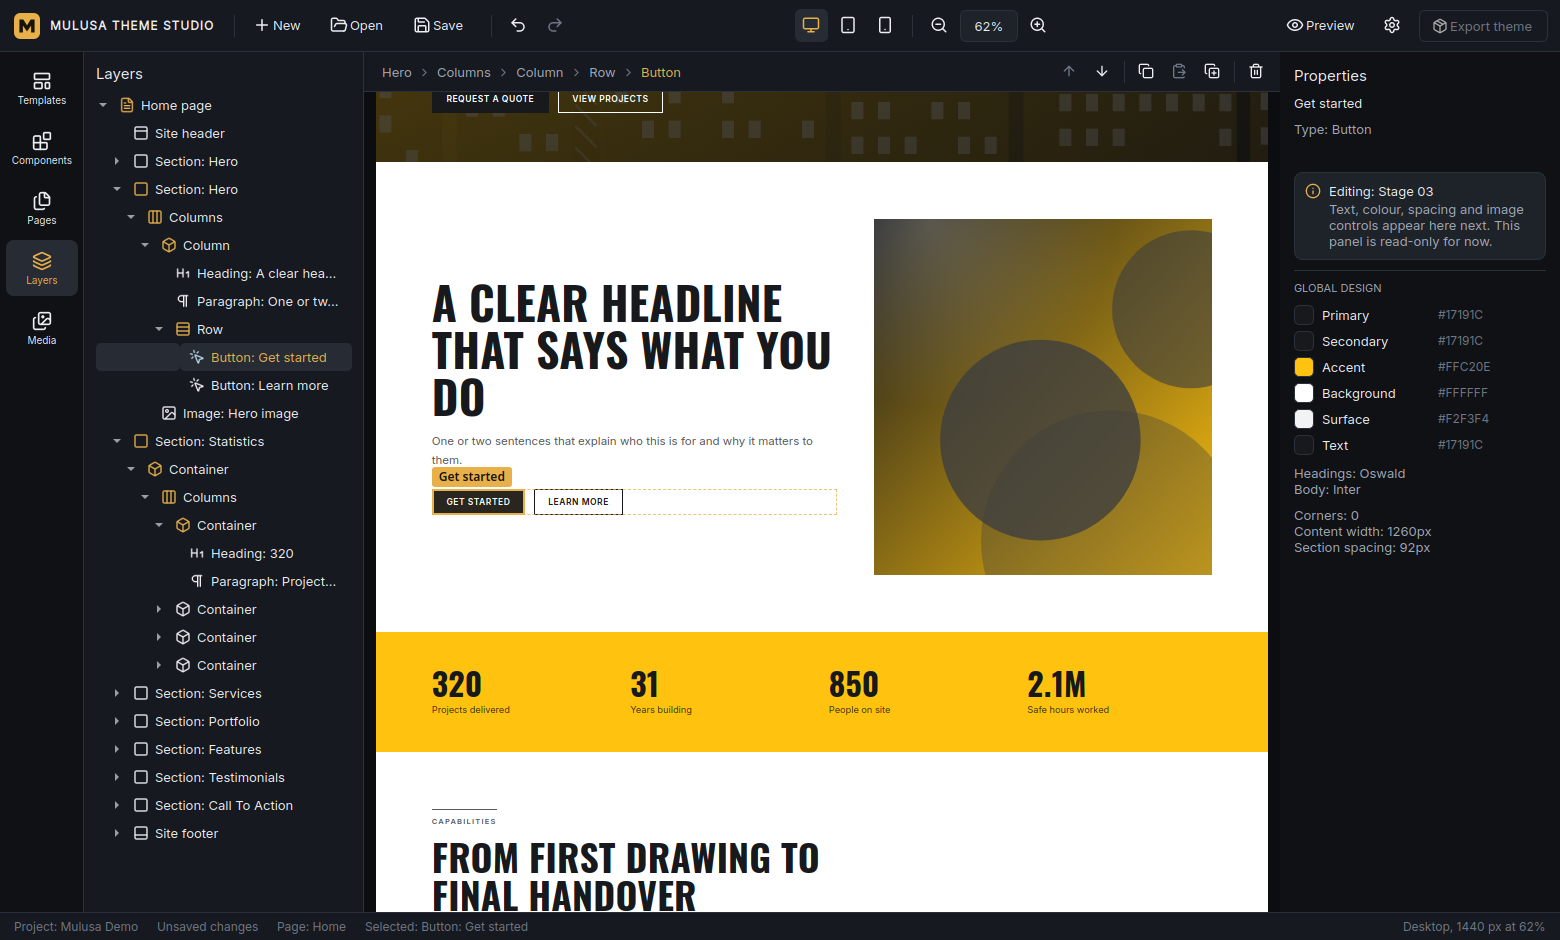 MULUSA THEME STUDIO
New
Open
Save
62%
Preview
Export theme
Templates
Components
Pages
Layers
Media
Layers
Home page
Site header
Section: Hero
Section: Hero
Columns
Column
H1 Heading: A clear hea...
Paragraph: One or tw...
Row
Button: Get started
Button: Learn more
Image: Hero image
Section: Statistics
Container
Columns
Container
H1 Heading: 320
Paragraph: Project...
Container
Container
Container
Section: Services
Section: Portfolio
Section: Features
Section: Testimonials
Section: Call To Action
Site footer
Hero > Columns > Column > Row > Button
REQUEST A QUOTE
VIEW PROJECTS
A CLEAR HEADLINE
THAT SAYS WHAT YOU
DO
One or two sentences that explain who this is for and why it matters to
them.
Get started
GET STARTED
LEARN MORE
320
Projects delivered
31
Years building
850
People on site
2.1M
Safe hours worked
CAPABILITIES
FROM FIRST DRAWING TO
FINAL HANDOVER
Properties
Get started
Type: Button
Editing: Stage 03
Text, colour, spacing and image
controls appear here next. This
panel is read-only for now.
GLOBAL DESIGN
Primary #17191C
Secondary #17191C
Accent #FFC20E
Background #FFFFFF
Surface #F2F3F4
Text #17191C
Headings: Oswald
Body: Inter
Corners: 0
Content width: 1260px
Section spacing: 92px
Project: Mulusa Demo
Unsaved changes
Page: Home
Selected: Button: Get started
Desktop, 1440 px at 62%